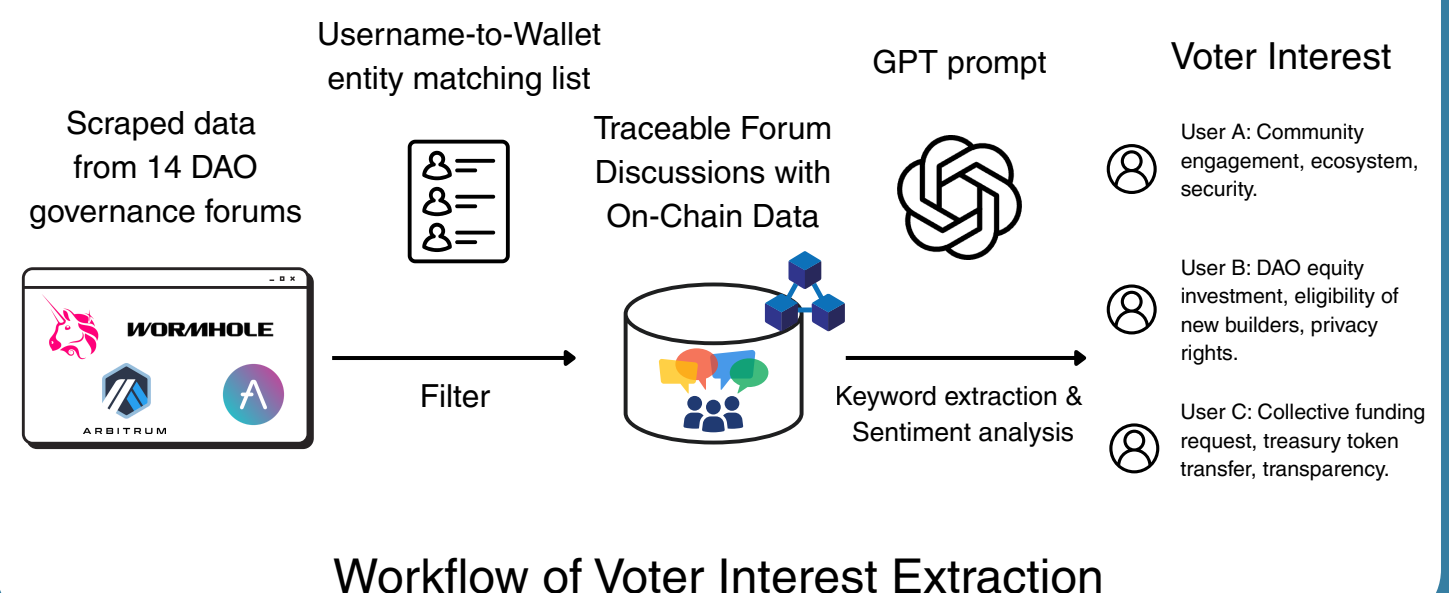 Scraped data
from 14 DAO
governance forums
WORMHOLE
ARBITRUM
Username-to-Wallet
entity matching list
Filter
Traceable Forum
Discussions with
On-Chain Data
GPT prompt
Keyword extraction &
Sentiment analysis
Voter Interest
User A: Community
engagement, ecosystem,
security.
User B: DAO equity
investment, eligibility of
new builders, privacy
rights.
User C: Collective funding
request, treasury token
transfer, transparency.
Workflow of Voter Interest Extraction